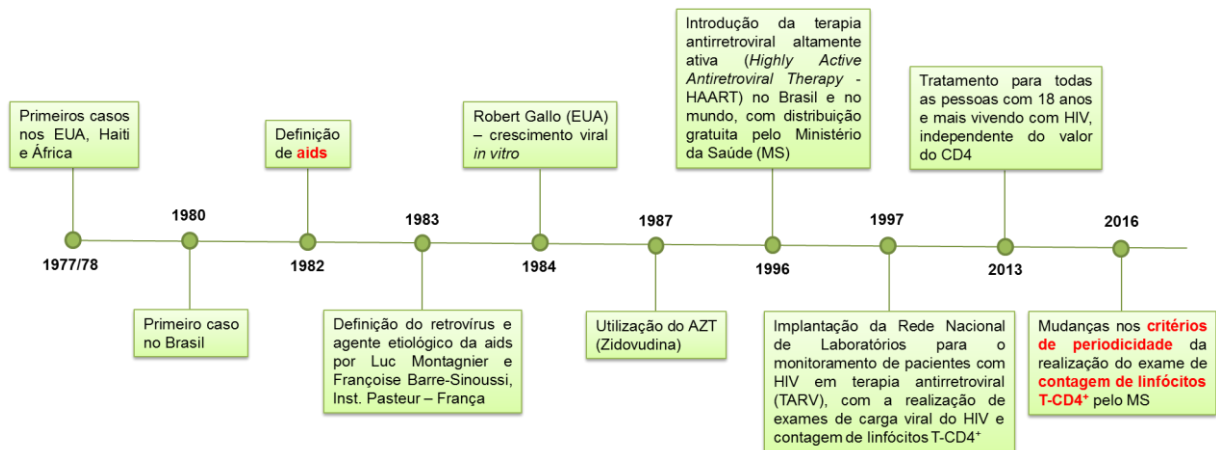 Primeiros casos
nos EUA, Haiti
e África
1977/78
1980
Primeiro caso
no Brasil
Definição
de aids
1982
1983
Definição do retrovírus e
agente etiológico da aids
por Luc Montagnier e
Françoise Barre-Sinoussi,
Inst. Pasteur – França
Robert Gallo (EUA)
– crescimento viral
in vitro
1984
1987
Utilização do AZT
(Zidovudina)
Introdução da terapia
antirretroviral altamente
ativa (Highly Active
Antiretroviral Therapy -
HAART) no Brasil e no
mundo, com distribuição
gratuita pelo Ministério
da Saúde (MS)
1996
1997
Implantação da Rede Nacional
de Laboratórios para o
monitoramento de pacientes com
HIV em terapia antirretroviral
(TARV), com a realização de
exames de carga viral do HIV e
contagem de linfócitos T-CD4⁺
Tratamento para todas
as pessoas com 18 anos
e mais vivendo com HIV,
independente do valor
do CD4
2013
2016
Mudanças nos critérios
de periodicidade da
realização do exame de
contagem de linfócitos
T-CD4⁺ pelo MS